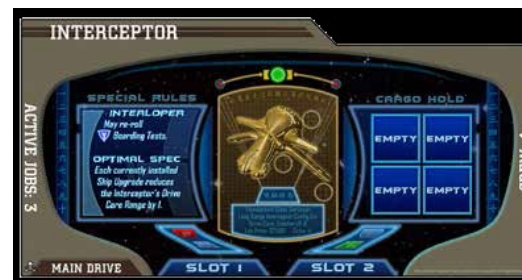 INTERCEPTOR
SPECIAL RULES
INTERLOPER
May re-roll
Boarding Tests.
OPTIMAL SPEC
Each currently installed
Ship Upgrade reduces
the Interceptor's Drive
Core Range by 1.
CARGO HOLD
EMPTY EMPTY
EMPTY EMPTY
ACTIVE JOBS: 3
MAIN DRIVE
SLOT 1
SLOT 2